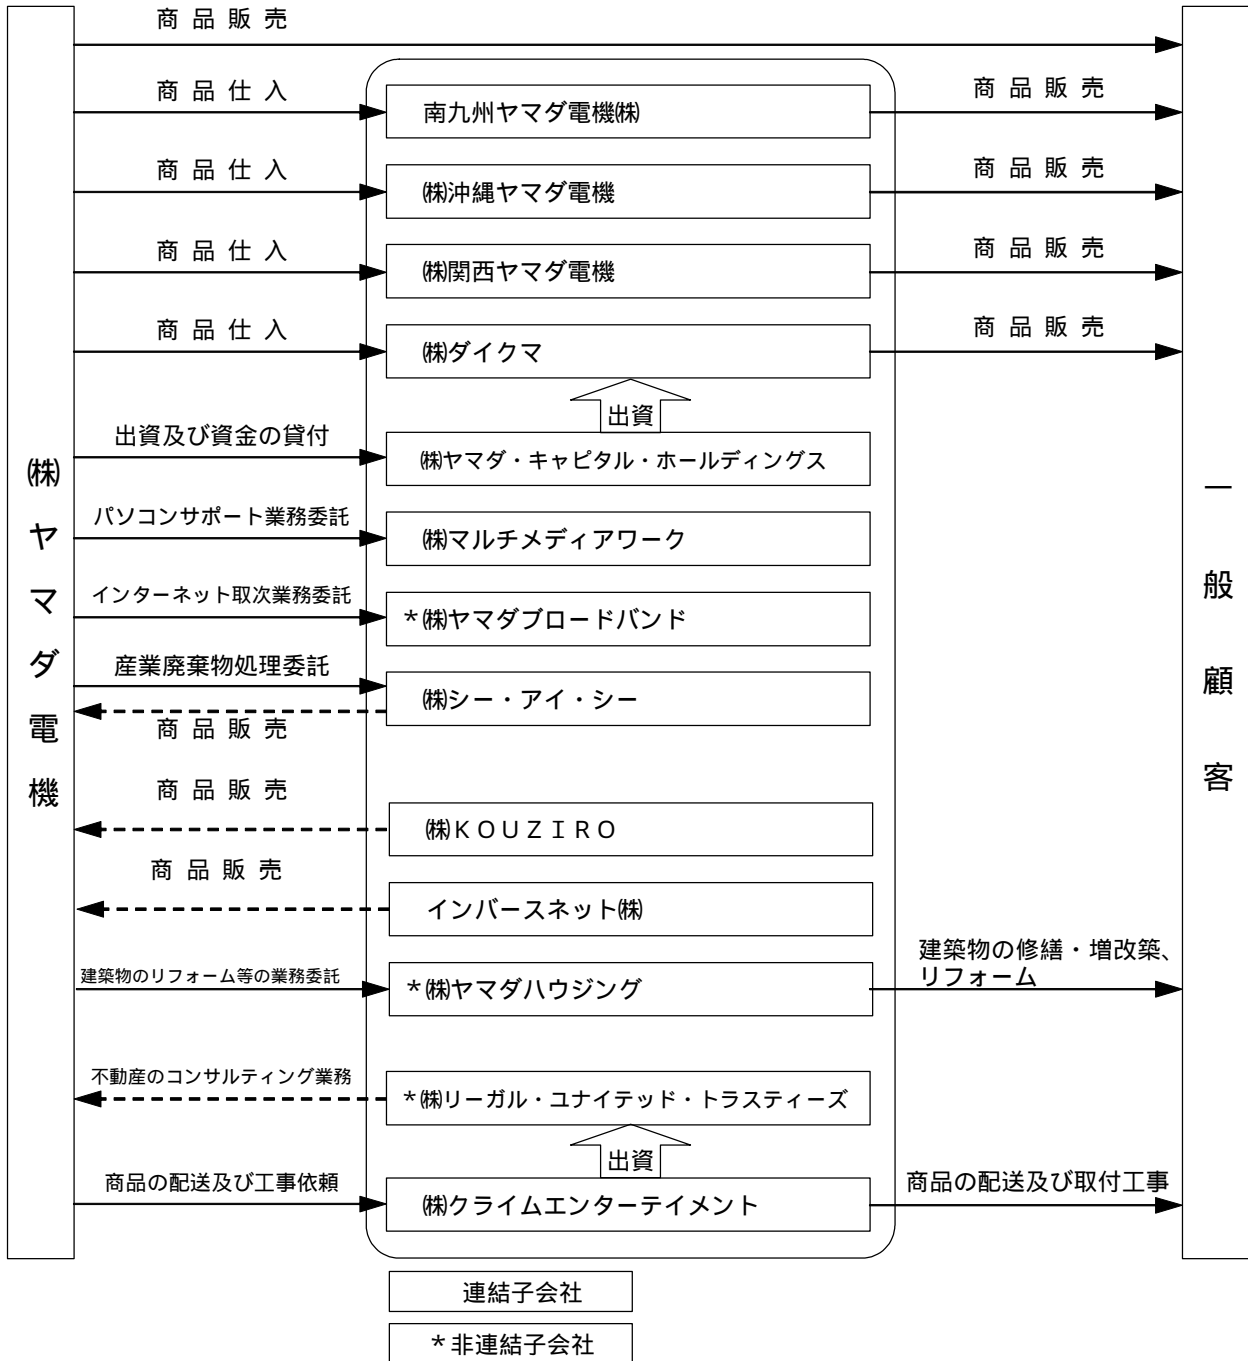 商品販売
商品仕入
南九州ヤマダ電機㈱
商品販売
商品仕入
㈱沖縄ヤマダ電機
商品販売
商品仕入
㈱関西ヤマダ電機
商品販売
商品仕入
㈱ダイクマ
商品販売
出資
出資及び資金の貸付
㈱ヤマダ・キャピタル・ホールディングス
パソコンサポート業務委託
㈱マルチメディアワーク
インターネット取次業務委託
*㈱ヤマダブロードバンド
産業廃棄物処理委託
㈱シー・アイ・シー
商品販売
商品販売
㈱KOUZIRO
商品販売
インバースネット㈱
建築物のリフォーム等の業務委託
*㈱ヤマダハウジング
建築物の修繕・増改築、
リフォーム
不動産のコンサルティング業務
*㈱リーガル・ユナイテッド・トラスティーズ
出資
商品の配送及び工事依頼
㈱クライムエンターテイメント
商品の配送及び取付工事
㈱ヤマダ電機
一般顧客
連結子会社
*非連結子会社